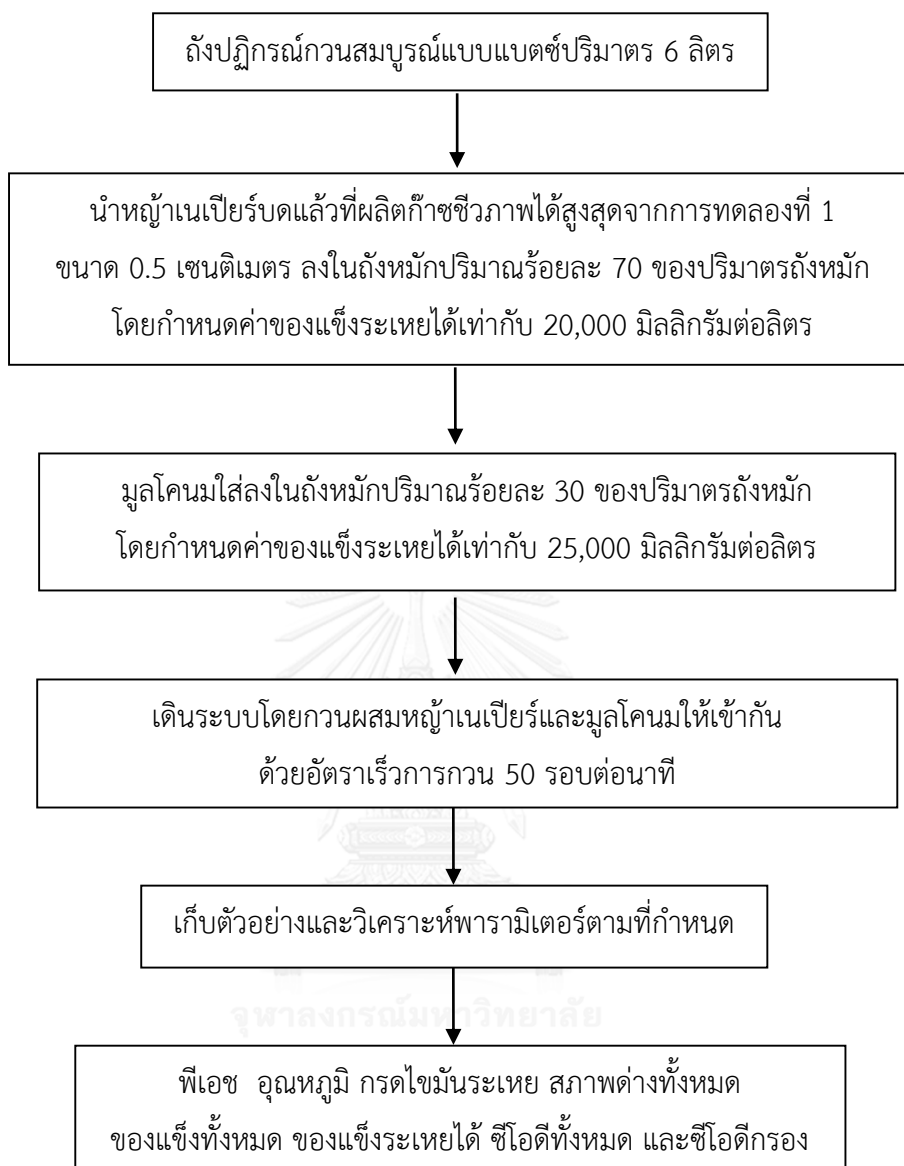 ถังปฏิกรณ์กวนสมบูรณ์แบบแบตซ์ปริมาตร 6 ลิตร
นำหญ้าเนเปียร์บดแล้วที่ผลิตก๊าซชีวภาพได้สูงสุดจากการทดลองที่ 1
ขนาด 0.5 เซนติเมตร ลงในถังหมักปริมาณร้อยละ 70 ของปริมาตรถังหมัก
โดยกำหนดค่าของแข็งระเหยได้เท่ากับ 20,000 มิลลิกรัมต่อลิตร
มูลโคนมใส่ลงในถังหมักปริมาณร้อยละ 30 ของปริมาตรถังหมัก
โดยกำหนดค่าของแข็งระเหยได้เท่ากับ 25,000 มิลลิกรัมต่อลิตร
เดินระบบโดยกวนผสมหญ้าเนเปียร์และมูลโคนมให้เข้ากัน
ด้วยอัตราเร็วการกวน 50 รอบต่อนาที
เก็บตัวอย่างและวิเคราะห์พารามิเตอร์ตามที่กำหนด
จุฬาลงกรณ์มหาวิทยาลัย
พีเอช อุณหภูมิ กรดไขมันระเหย สภาพด่างทั้งหมด
ของแข็งทั้งหมด ของแข็งระเหยได้ ซีโอดีทั้งหมด และซีโอดีกรอง